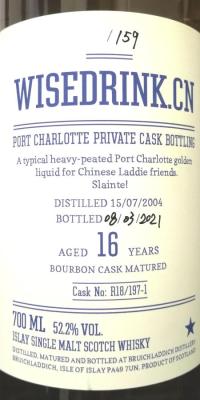 /159
WISEDRINK.CN
PORT CHARLOTTE PRIVATE CASK BOTTLING
A typical heavy-peated Port Charlotte golden
liquid for Chinese Laddie friends.
Slainte!
DISTILLED 15/07/2004
BOTTLED 08/03/2021
AGED 16 YEARS
BOURBON CASK MATURED
Cask No: R18/197-1
700 ML 52.2% VOL.
ISLAY SINGLE MALT SCOTCH WHISKY
DISTILLED, MATURED AND BOTTLED AT BRUICHLADDICH DISTILLERY
BRUICHLADDICH, ISLE OF ISLAY PA49 7UN. PRODUCT OF SCOTLAND